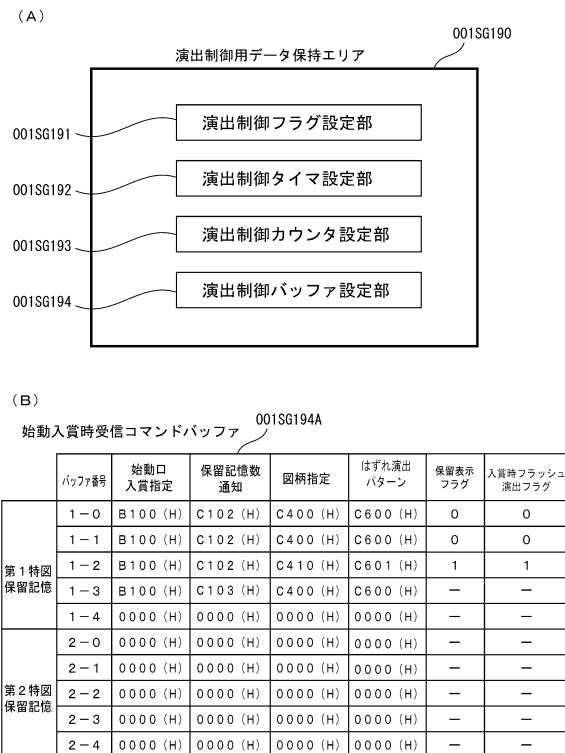 (A)
001SG190
演出制御用データ保持エリア
演出制御フラグ設定部
001SG191
演出制御タイマ設定部
001SG192
演出制御カウンタ設定部
001SG193
演出制御バッファ設定部
001SG194
(B)
001SG194A
始動入賞時受信コマンドバッファ
バッファ番号 始動口入賞指定 保留記憶数通知 図柄指定 はずれ演出パターン 保留表示フラグ 入賞時フラッシュ演出フラグ
第1特図保留記憶
1-0 B100(H) C102(H) C400(H) C600(H) 0 0
1-1 B100(H) C102(H) C400(H) C600(H) 0 0
1-2 B100(H) C102(H) C410(H) C601(H) 1 1
1-3 B100(H) C103(H) C400(H) C600(H) - -
1-4 0000(H) 0000(H) 0000(H) 0000(H) - -
第2特図保留記憶
2-0 0000(H) 0000(H) 0000(H) 0000(H) - -
2-1 0000(H) 0000(H) 0000(H) 0000(H) - -
2-2 0000(H) 0000(H) 0000(H) 0000(H) - -
2-3 0000(H) 0000(H) 0000(H) 0000(H) - -
2-4 0000(H) 0000(H) 0000(H) 0000(H) - -